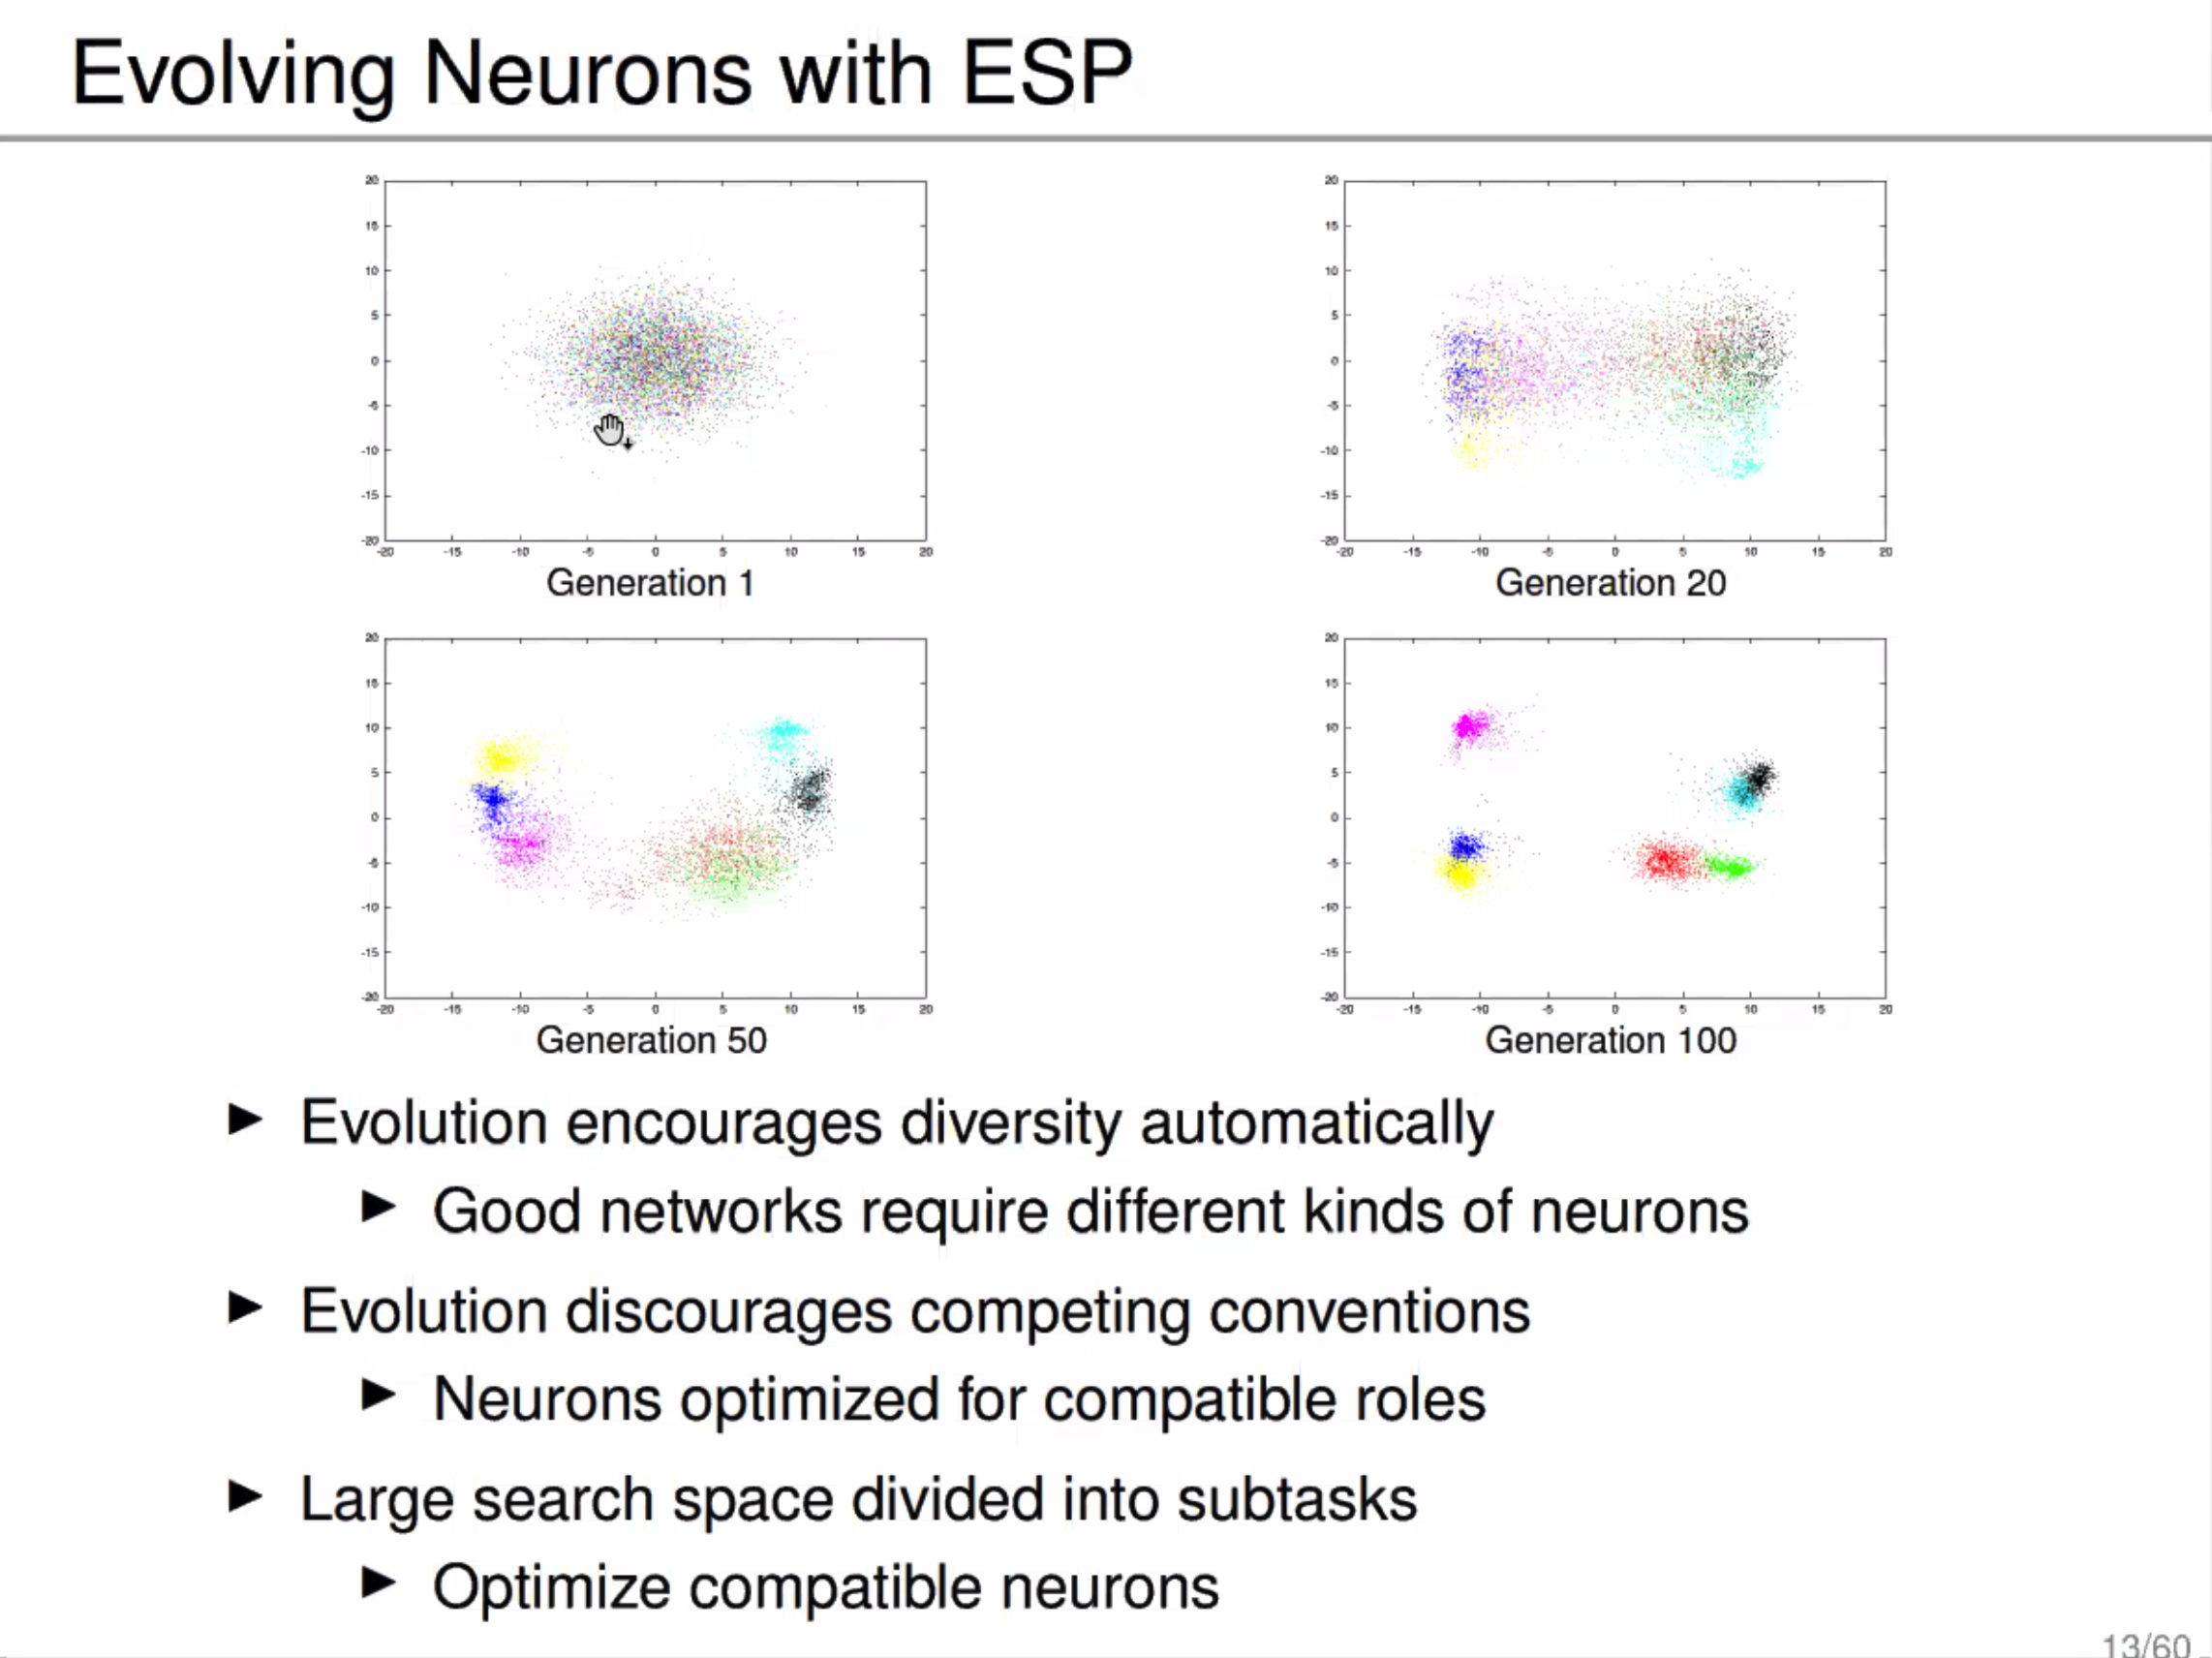 Evolving Neurons with ESP
20
15
10
5
0
-5
-10
-15
-20
-20 -15 -10 -5 0 5 10 15 20
Generation 1
20
15
10
5
0
-5
-10
-15
-20
-20 -15 -10 -5 0 5 10 15 20
Generation 20
20
15
10
5
0
-5
-10
-15
-20
-20 -15 -10 -5 0 5 10 15 20
Generation 50
20
15
10
5
0
-5
-10
-15
-20
-20 -15 -10 -5 0 5 10 15 20
Generation 100
Evolution encourages diversity automatically
Good networks require different kinds of neurons
Evolution discourages competing conventions
Neurons optimized for compatible roles
Large search space divided into subtasks
Optimize compatible neurons
13/60